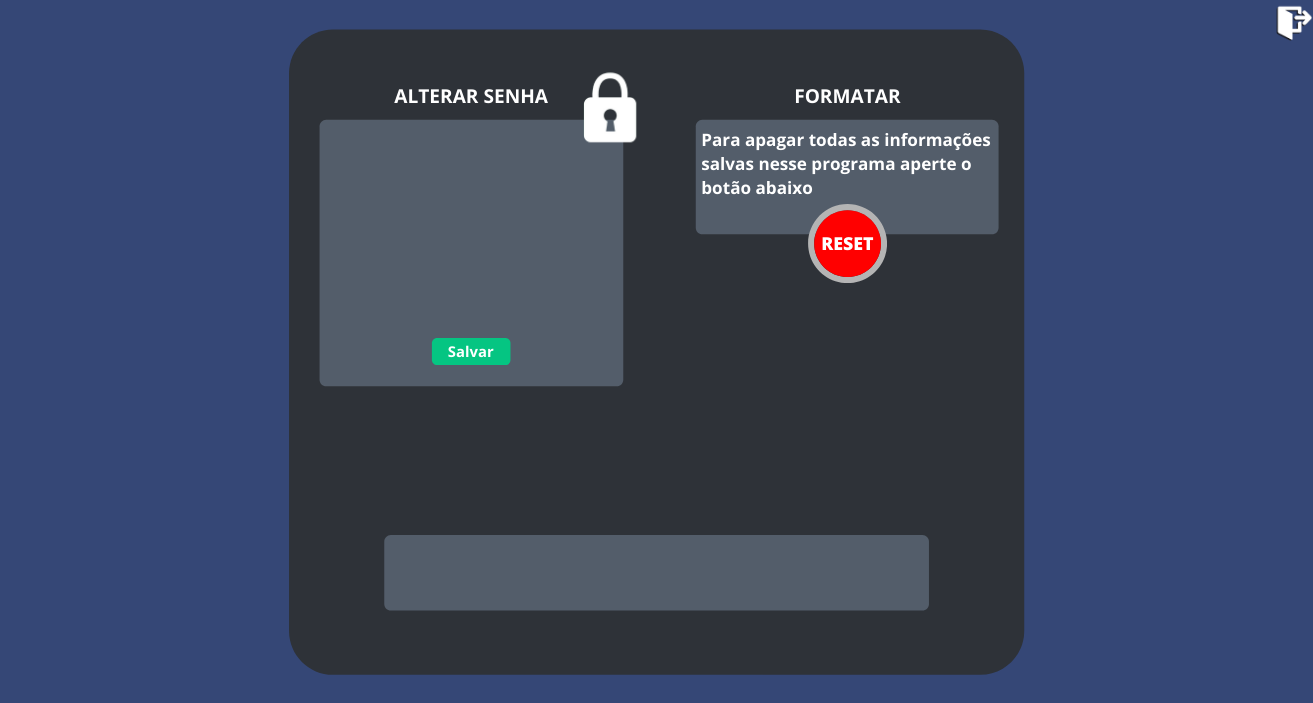 ALTERAR SENHA
Salvar
FORMATAR
Para apagar todas as informações
salvas nesse programa aperte o
botão abaixo
RESET